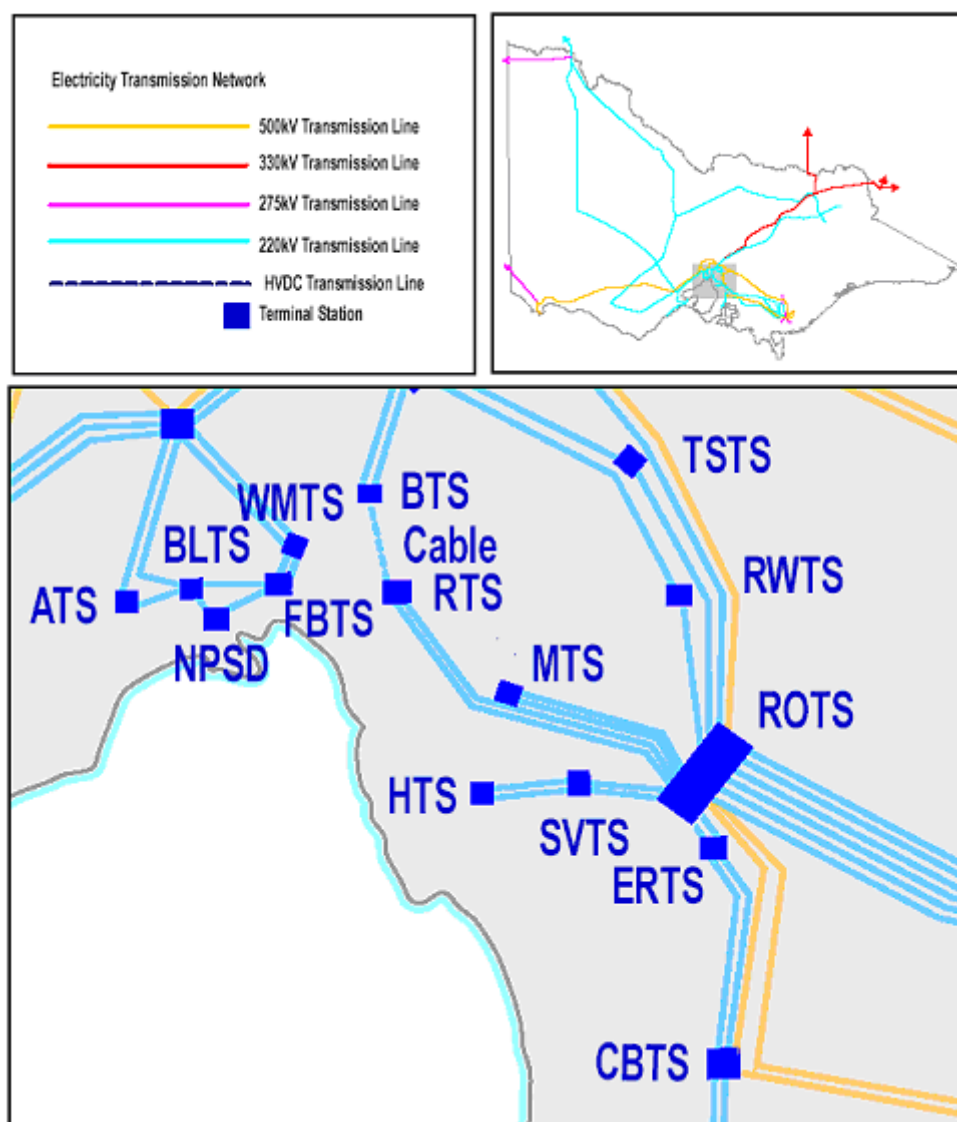 Electricity Transmission Network
500kV Transmission Line
330kV Transmission Line
275kV Transmission Line
220kV Transmission Line
HVDC Transmission Line
Terminal Station
TSTS
WMTS
BTS
BLTS
Cable
RWTS
ATS
RTS
FBTS
NPSD
MTS
ROTS
HTS
SVTS
ERTS
CBTS